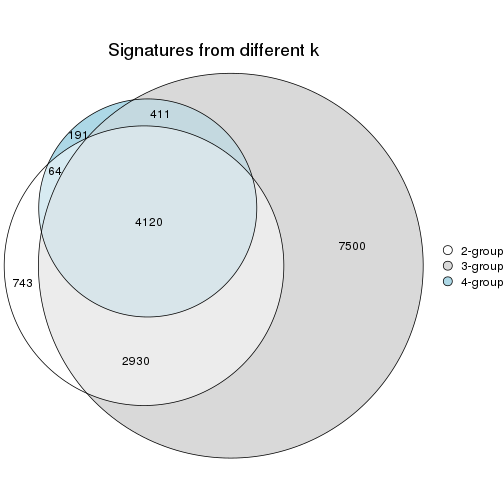 Signatures from different k
411
191
64
4120
7500
743
2930
2-group
3-group
4-group